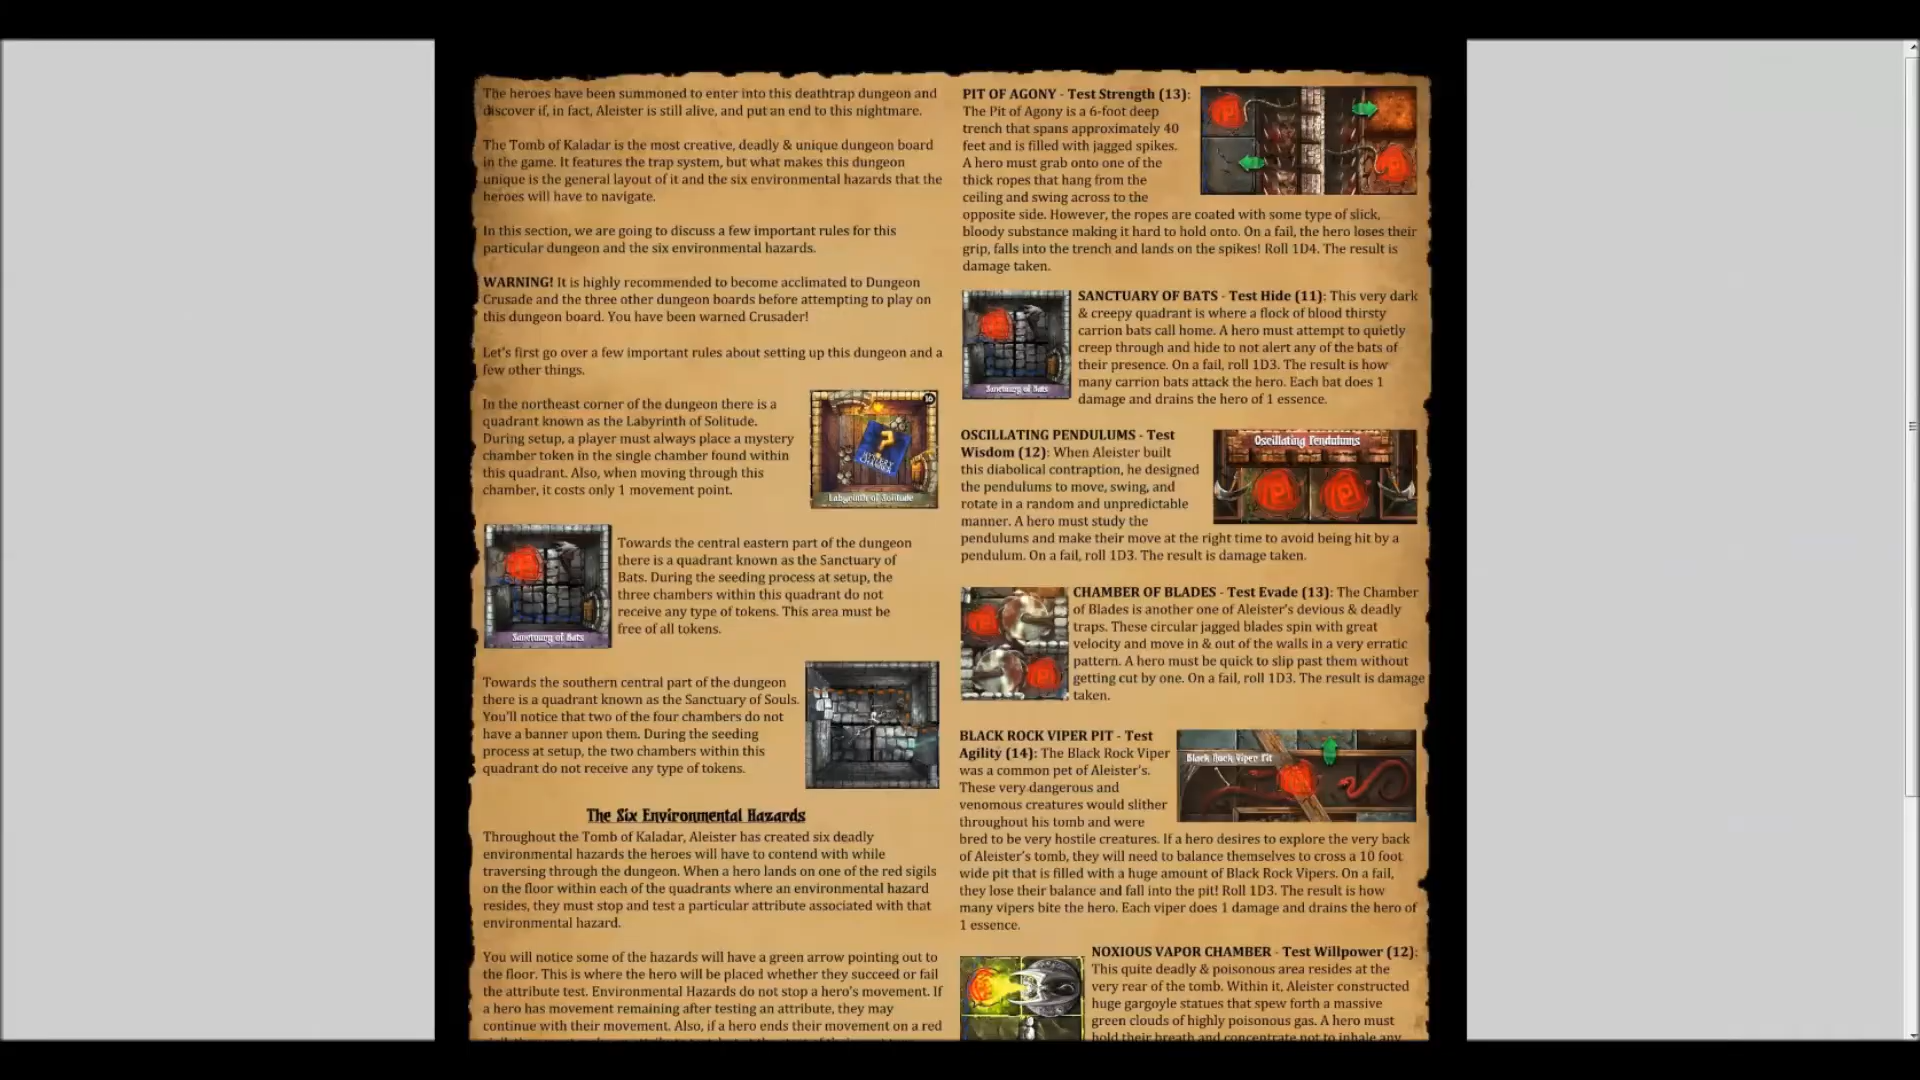 The heroes have been summoned to enter into this deathtrap dungeon and
discover if, in fact, Aleister is still alive, and put an end to this nightmare.
The Tomb of Kaladar is the most creative, deadly & unique dungeon board
in the game. It features the trap system, but what makes this dungeon
unique is the general layout of it and the six environmental hazards that the
heroes will have to navigate.
In this section, we are going to discuss a few important rules for this
particular dungeon and the six environmental hazards.
WARNING! It is highly recommended to become acclimated to Dungeon
Crusade and the three other dungeon boards before attempting to play on
this dungeon board. You have been warned Crusader!
Let's first go over a few important rules about setting up this dungeon and a
few other things.
In the northeast corner of the dungeon there is a
quadrant known as the Labyrinth of Solitude.
During setup, a player must always place a mystery
chamber token in the single chamber found within
this quadrant. Also, when moving through this
chamber, it costs only 1 movement point.
16
?
MYSTERY
CHAMBER
Labyrinth of Solitude
Sanctuary of Bats
Towards the central eastern part of the dungeon
there is a quadrant known as the Sanctuary of
Bats. During the seeding process at setup, the
three chambers within this quadrant do not
receive any type of tokens. This area must be
free of all tokens.
Towards the southern central part of the dungeon
there is a quadrant known as the Sanctuary of Souls.
You'll notice that two of the four chambers do not
have a banner upon them. During the seeding
process at setup, the two chambers within this
quadrant do not receive any type of tokens.
The Six Environmental Hazards
Throughout the Tomb of Kaladar, Aleister has created six deadly
environmental hazards the heroes will have to contend with while
traversing through the dungeon. When a hero lands on one of the red sigils
on the floor within each of the quadrants where an environmental hazard
resides, they must stop and test a particular attribute associated with that
environmental hazard.
You will notice some of the hazards will have a green arrow pointing out to
the floor. This is where the hero will be placed whether they succeed or fail
the attribute test. Environmental Hazards do not stop a hero's movement. If
a hero has movement remaining after testing an attribute, they may
continue with their movement. Also, if a hero ends their movement on a red
PIT OF AGONY - Test Strength (13):
The Pit of Agony is a 6-foot deep
trench that spans approximately 40
feet and is filled with jagged spikes.
A hero must grab onto one of the
thick ropes that hang from the
ceiling and swing across to the
opposite side. However, the ropes are coated with some type of slick,
bloody substance making it hard to hold onto. On a fail, the hero loses their
grip, falls into the trench and lands on the spikes! Roll 1D4. The result is
damage taken.
Sanctuary of Bats
SANCTUARY OF BATS - Test Hide (11): This very dark
& creepy quadrant is where a flock of blood thirsty
carrion bats call home. A hero must attempt to quietly
creep through and hide to not alert any of the bats of
their presence. On a fail, roll 1D3. The result is how
many carrion bats attack the hero. Each bat does 1
damage and drains the hero of 1 essence.
OSCILLATING PENDULUMS - Test
Wisdom (12): When Aleister built
this diabolical contraption, he designed
the pendulums to move, swing, and
rotate in a random and unpredictable
manner. A hero must study the
pendulums and make their move at the right time to avoid being hit by a
pendulum. On a fail, roll 1D3. The result is damage taken.
Oscillating Pendulums
CHAMBER OF BLADES - Test Evade (13): The Chamber
of Blades is another one of Aleister's devious & deadly
traps. These circular jagged blades spin with great
velocity and move in & out of the walls in a very erratic
pattern. A hero must be quick to slip past them without
getting cut by one. On a fail, roll 1D3. The result is damage
taken.
BLACK ROCK VIPER PIT - Test
Agility (14): The Black Rock Viper
was a common pet of Aleister's.
These very dangerous and
venomous creatures would slither
throughout his tomb and were
bred to be very hostile creatures. If a hero desires to explore the very back
of Aleister's tomb, they will need to balance themselves to cross a 10 foot
wide pit that is filled with a huge amount of Black Rock Vipers. On a fail,
they lose their balance and fall into the pit! Roll 1D3. The result is how
many vipers bite the hero. Each viper does 1 damage and drains the hero of
1 essence.
Black Rock Viper Pit
NOXIOUS VAPOR CHAMBER - Test Willpower (12):
This quite deadly & poisonous area resides at the
very rear of the tomb. Within it, Aleister constructed
huge gargoyle statues that spew forth a massive
green clouds of highly poisonous gas. A hero must
hold their breath and concentrate not to inhale any